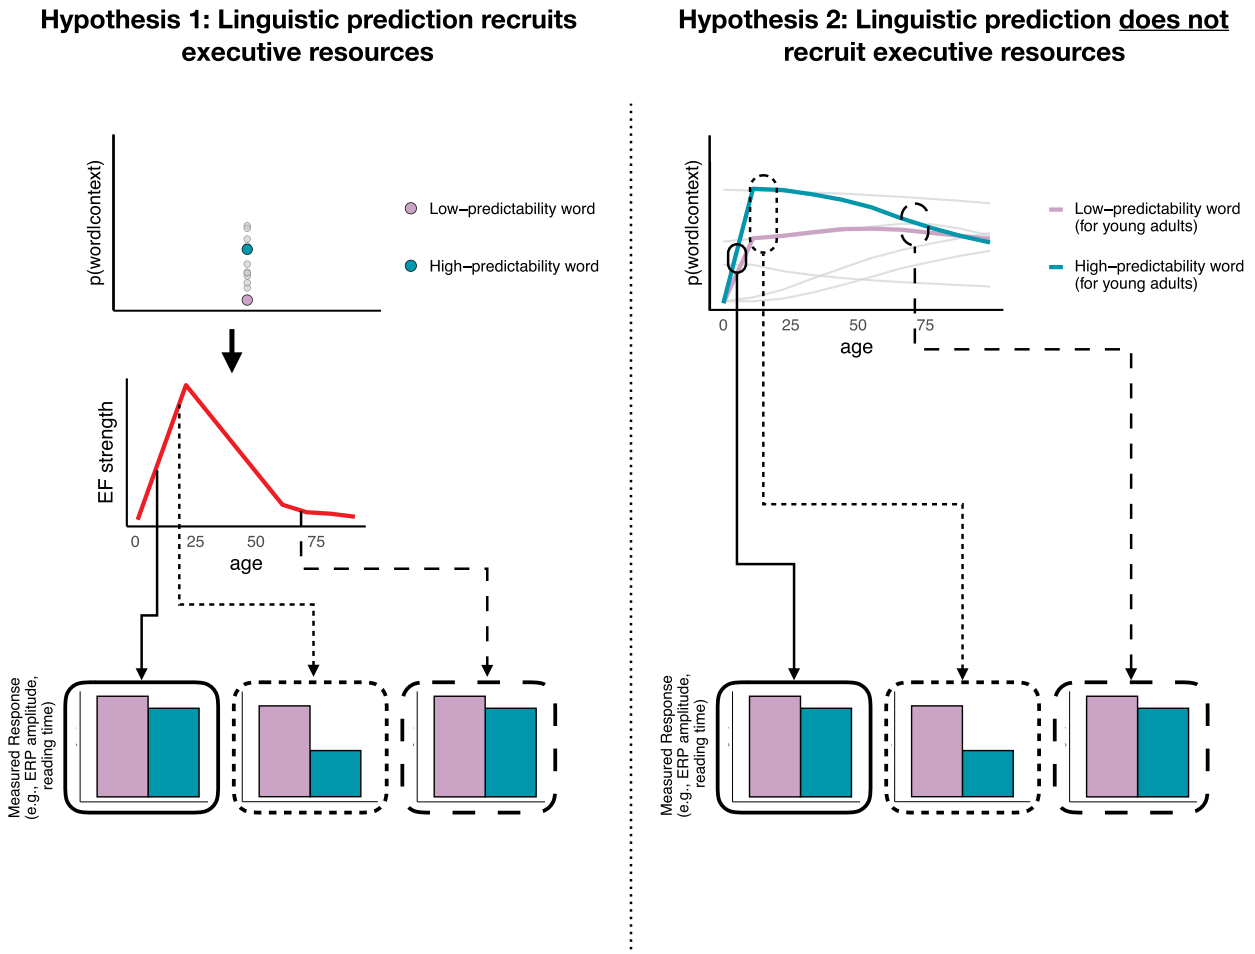 Hypothesis 1: Linguistic prediction recruits
executive resources
p(word|context)
Low−predictability word
High−predictability word
EF strength
0 25 50 75
age
Measured Response
(e.g., ERP amplitude,
reading time)
Hypothesis 2: Linguistic prediction does not
recruit executive resources
p(word|context)
Low−predictability word
(for young adults)
High−predictability word
(for young adults)
0 25 50 75
age
Measured Response
(e.g., ERP amplitude,
reading time)